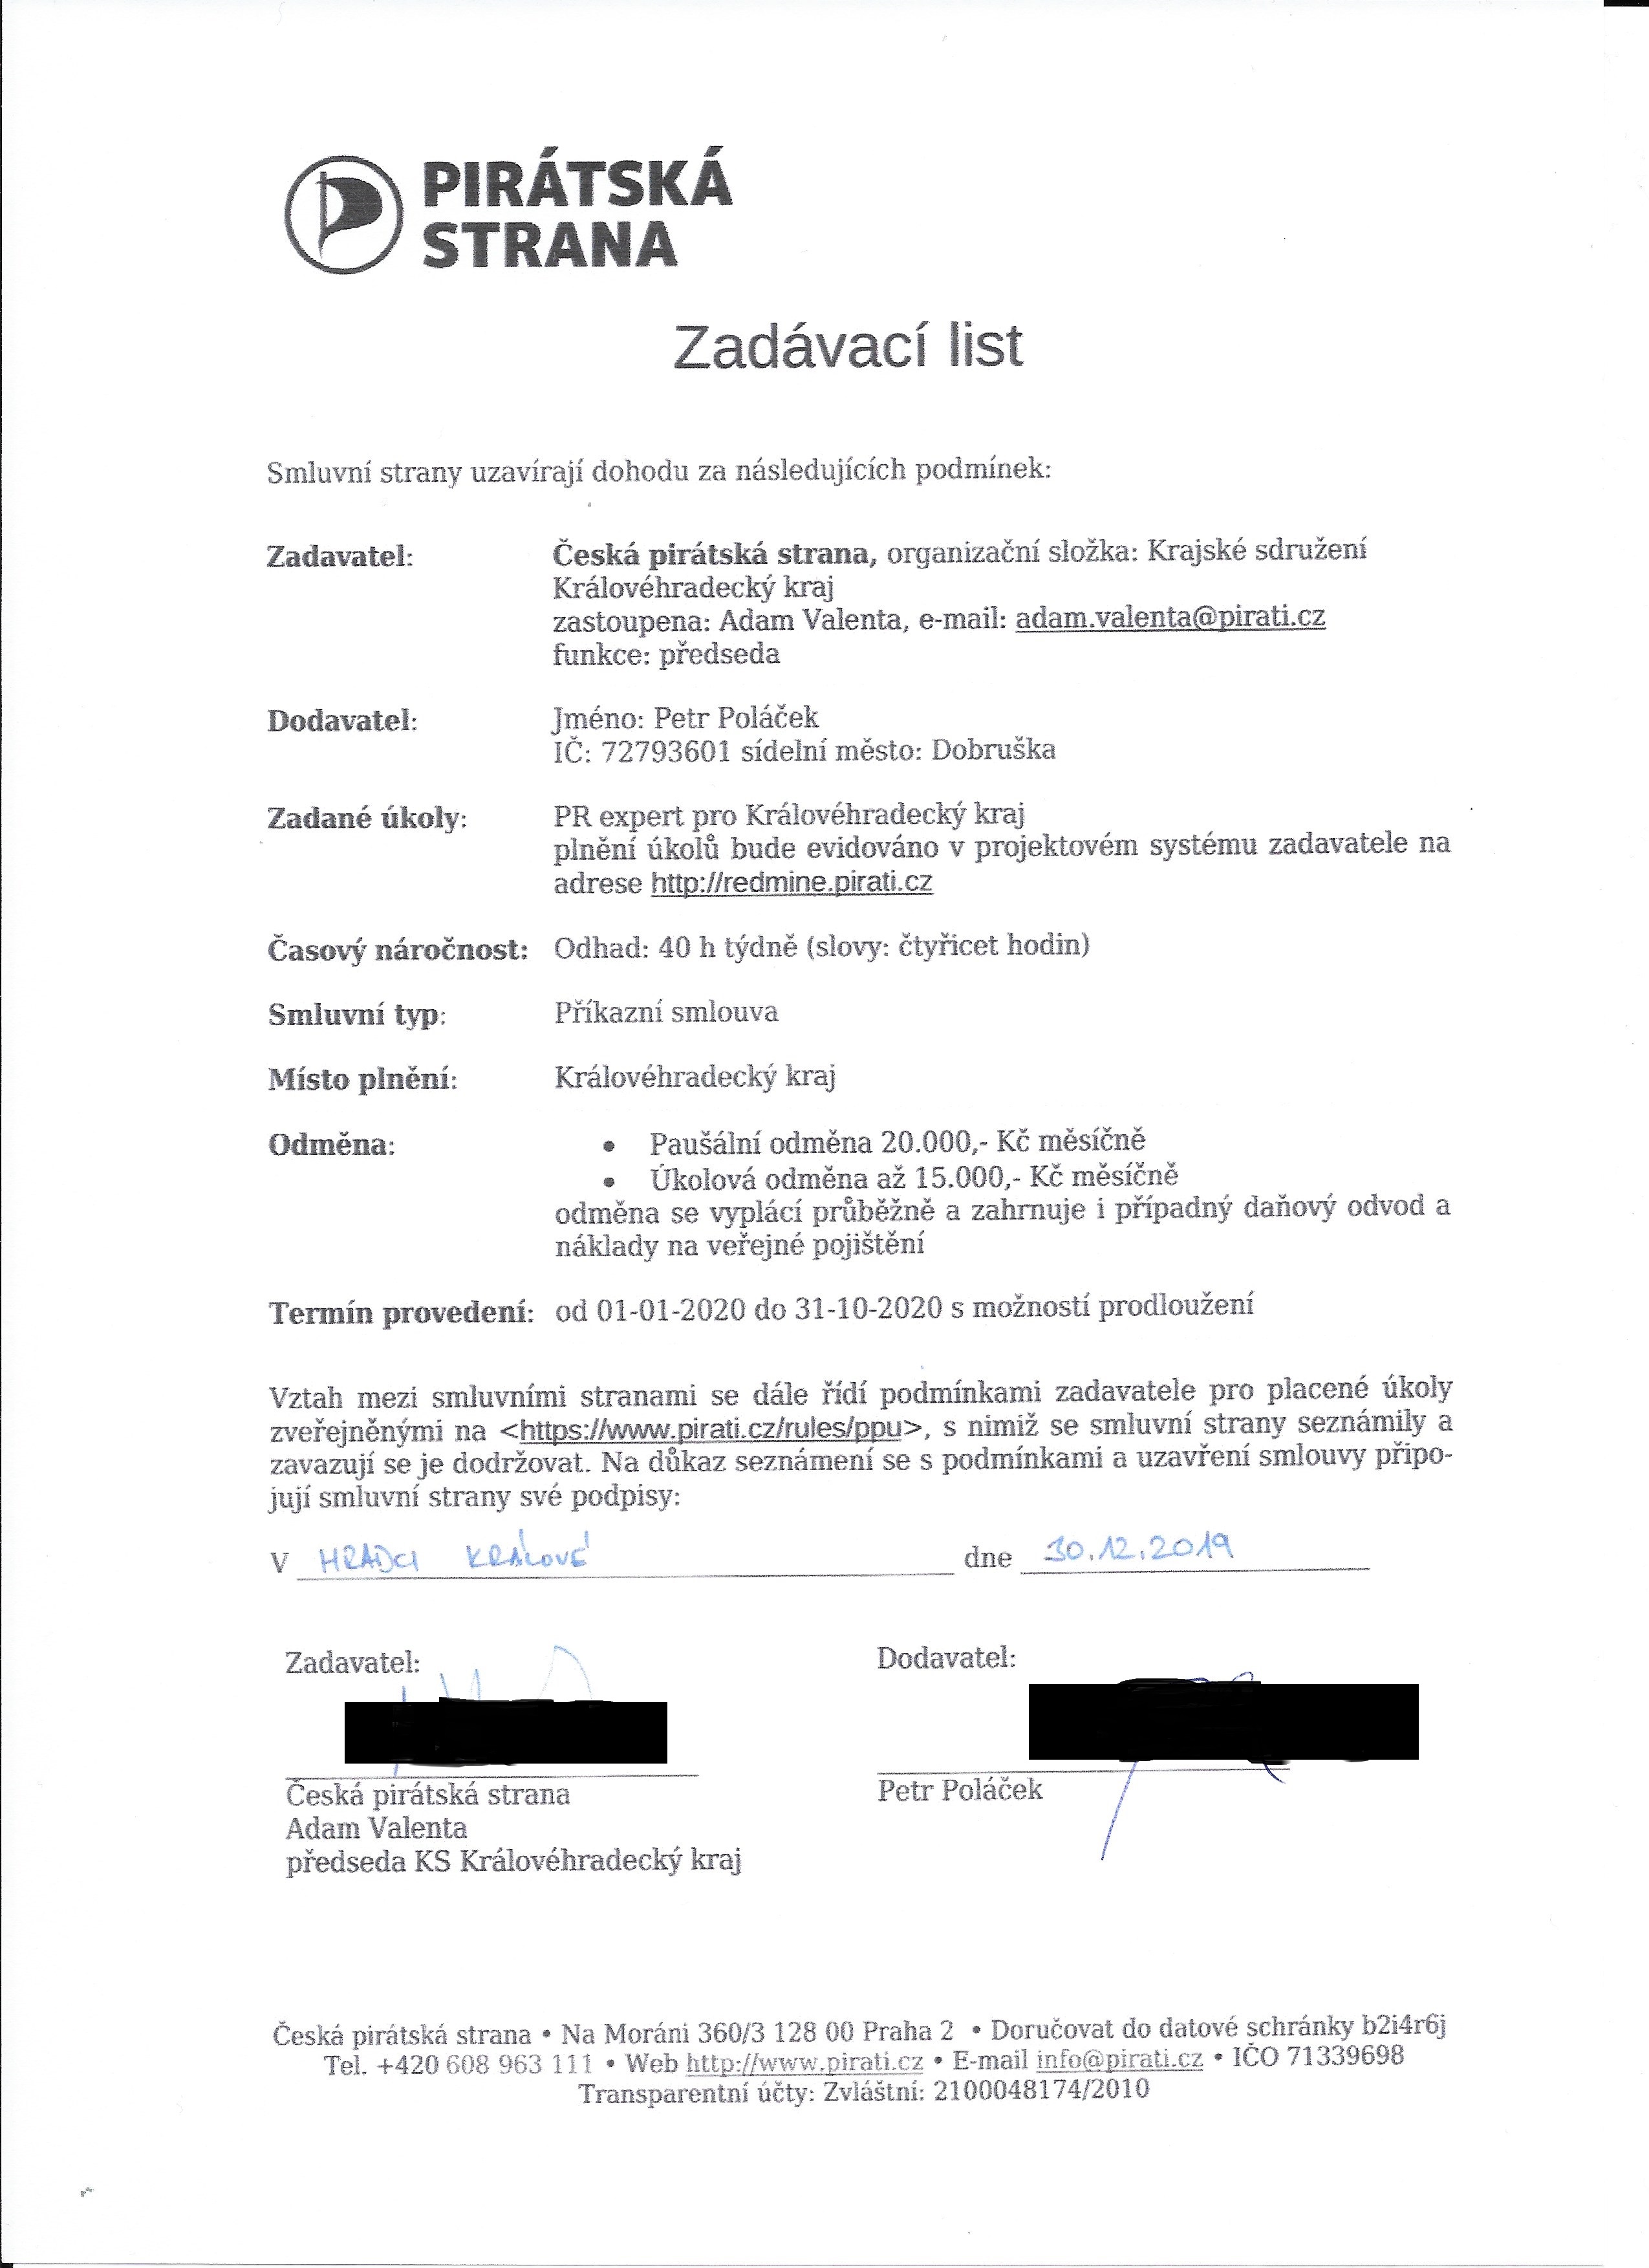 PIRÁTSKÁ
STRANA
Zadávací list
Smluvní strany uzavírají dohodu za následujících podmínek:
Zadavatel: Česká pirátská strana, organizační složka: Krajské sdružení
Královéhradecký kraj
zastoupena: Adam Valenta, e-mail: adam.valenta@pirati.cz
funkce: předseda
Dodavatel: Jméno: Petr Poláček
IČ: 72793601 sídelní město: Dobruška
Zadané úkoly: PR expert pro Královéhradecký kraj
plnění úkolů bude evidováno v projektovém systému zadavatele na
adrese http://redmine.pirati.cz
Časový náročnost: Odhad: 40 h týdně (slovy: čtyřicet hodin)
Smluvní typ: Příkazní smlouva
Místo plnění: Královéhradecký kraj
Odměna: • Paušální odměna 20.000,- Kč měsíčně
• Úkolová odměna až 15.000,- Kč měsíčně
odměna se vyplácí průběžně a zahrnuje i případný daňový odvod a
náklady na veřejné pojištění
Termín provedení: od 01-01-2020 do 31-10-2020 s možností prodloužení
Vztah mezi smluvními stranami se dále řídí podmínkami zadavatele pro placené úkoly
zveřejněnými na <https://www.pirati.cz/rules/ppu>, s nimiž se smluvní strany seznámily a
zavazují se je dodržovat. Na důkaz seznámení se s podmínkami a uzavření smlouvy připo-
jují smluvní strany své podpisy:
V HRADCI KRÁLOVÉ dne 30.12.2019
Zadavatel: Dodavatel:
Česká pirátská strana Petr Poláček
Adam Valenta
předseda KS Královéhradecký kraj
Česká pirátská strana • Na Moráni 360/3 128 00 Praha 2 • Doručovat do datové schránky b2i4r6j
Tel. +420 608 963 111 • Web http://www.pirati.cz • E-mail info@pirati.cz • IČO 71339698
Transparentní účty: Zvláštní: 2100048174/2010